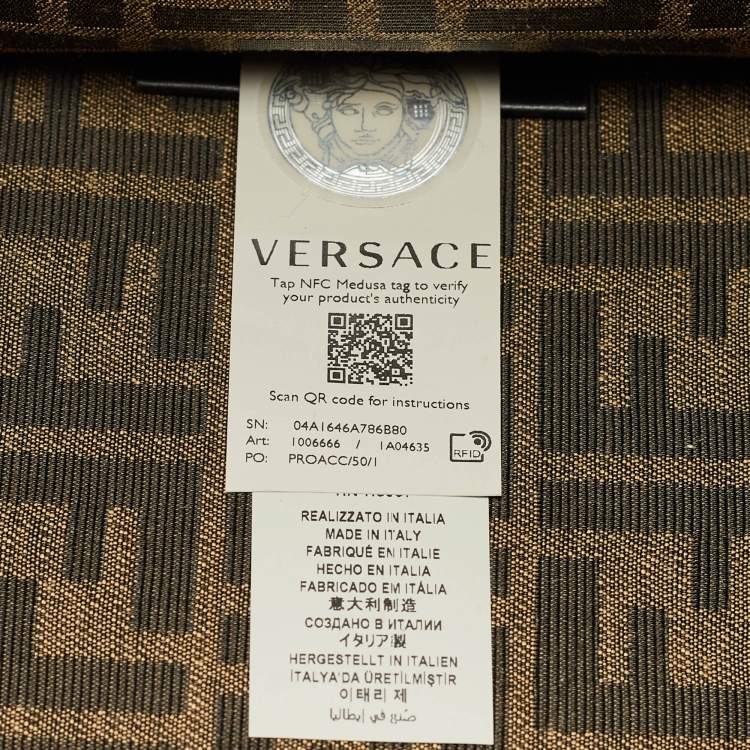 VERSACE
Tap NFC Medusa tag to verify
your product's authenticity
Scan QR code for instructions
SN: 04A1646A786B80
Art: 1006666 / 1A04635
PO: PROACC/50/1
RFID
REALIZZATO IN ITALIA
MADE IN ITALY
FABRIQUÉ EN ITALIE
HECHO EN ITALIA
FABRICADO EM ITÁLIA
意大利制造
СОЗДАНО В ИТАЛИИ
イタリア製
HERGESTELLT IN ITALIEN
İTALYA'DA ÜRETİLMİŞTİR
이태리 제
صنع في إيطاليا